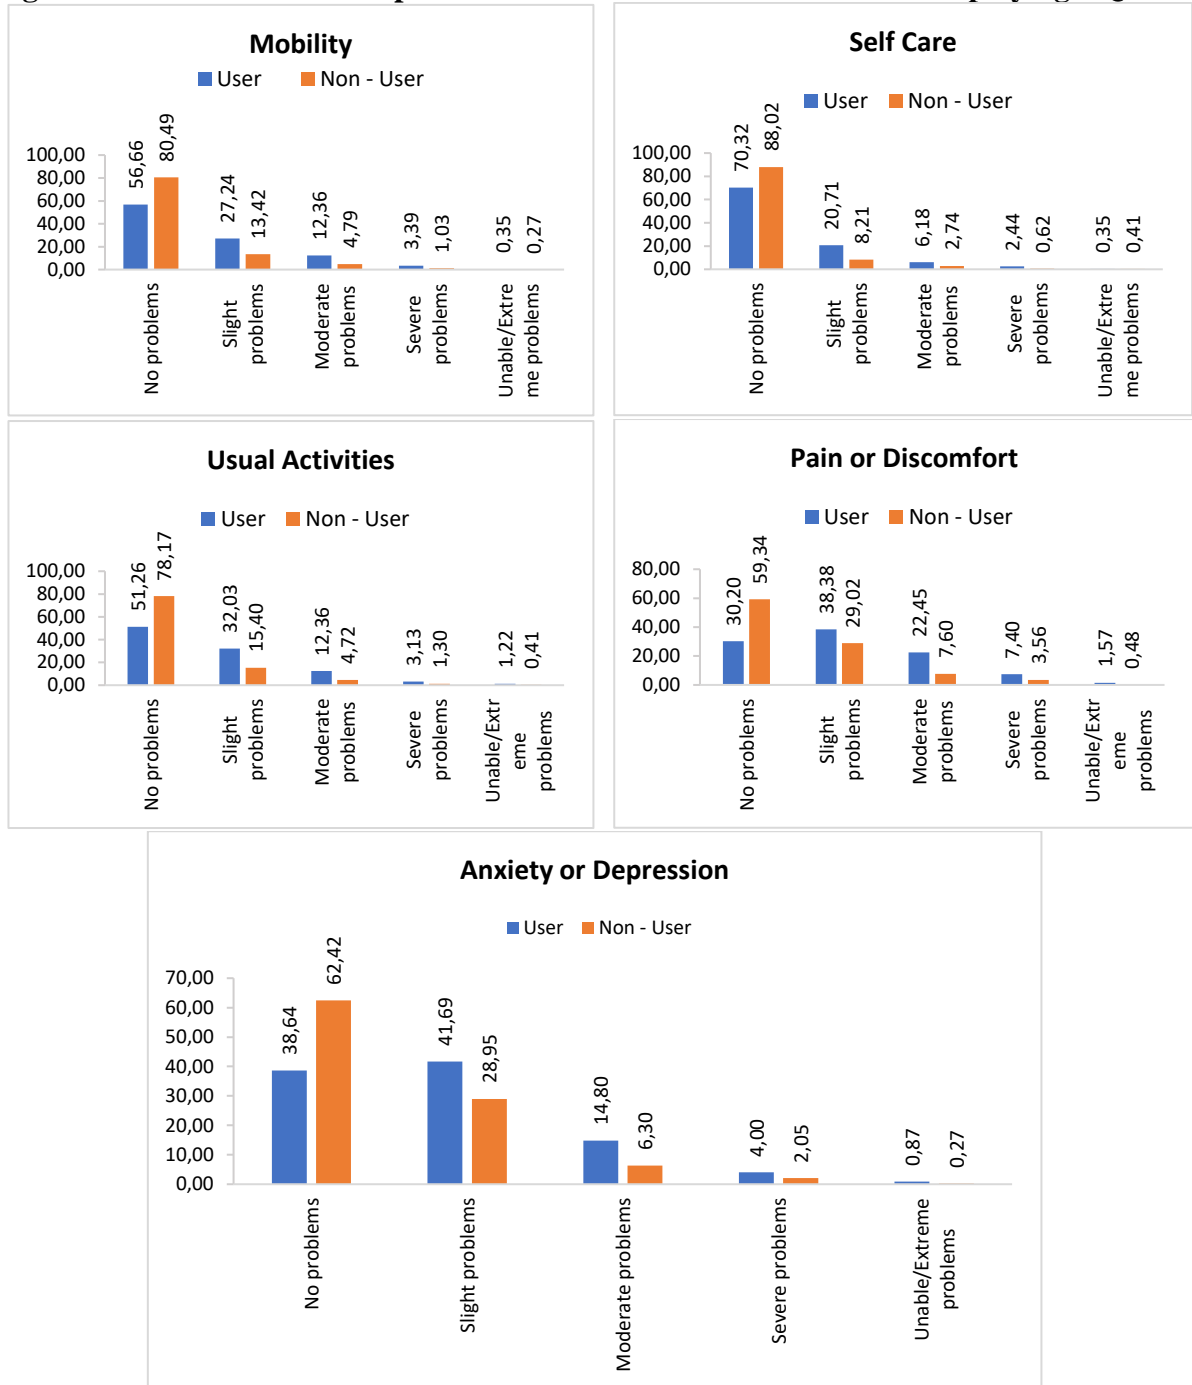 Mobility
User Non - User
56,66 80,49 27,24 13,42 12,36 4,79 3,39 1,03 0,35 0,27
100,00
80,00
60,00
40,00
20,00
0,00
No problems
Slight
problems
Moderate
problems
Severe
problems
Unable/Extre
me problems
Self Care
User Non - User
70,32 88,02 20,71 8,21 6,18 2,74 2,44 0,62 0,35 0,41
100,00
80,00
60,00
40,00
20,00
0,00
No problems
Slight
problems
Moderate
problems
Severe
problems
Unable/Extre
me problems
Usual Activities
User Non - User
51,26 78,17 32,03 15,40 12,36 4,72 3,13 1,30 1,22 0,41
100,00
80,00
60,00
40,00
20,00
0,00
No problems
Slight
problems
Moderate
problems
Severe
problems
Unable/Extr
eme
problems
Pain or Discomfort
User Non - User
30,20 59,34 38,38 29,02 22,45 7,60 7,40 3,56 1,57 0,48
80,00
60,00
40,00
20,00
0,00
No problems
Slight
problems
Moderate
problems
Severe
problems
Unable/Extr
eme
problems
Anxiety or Depression
User Non - User
38,64 62,42 41,69 28,95 14,80 6,30 4,00 2,05 0,87 0,27
70,00
60,00
50,00
40,00
30,00
20,00
10,00
0,00
No problems
Slight problems
Moderate problems
Severe problems
Unable/Extreme
problems